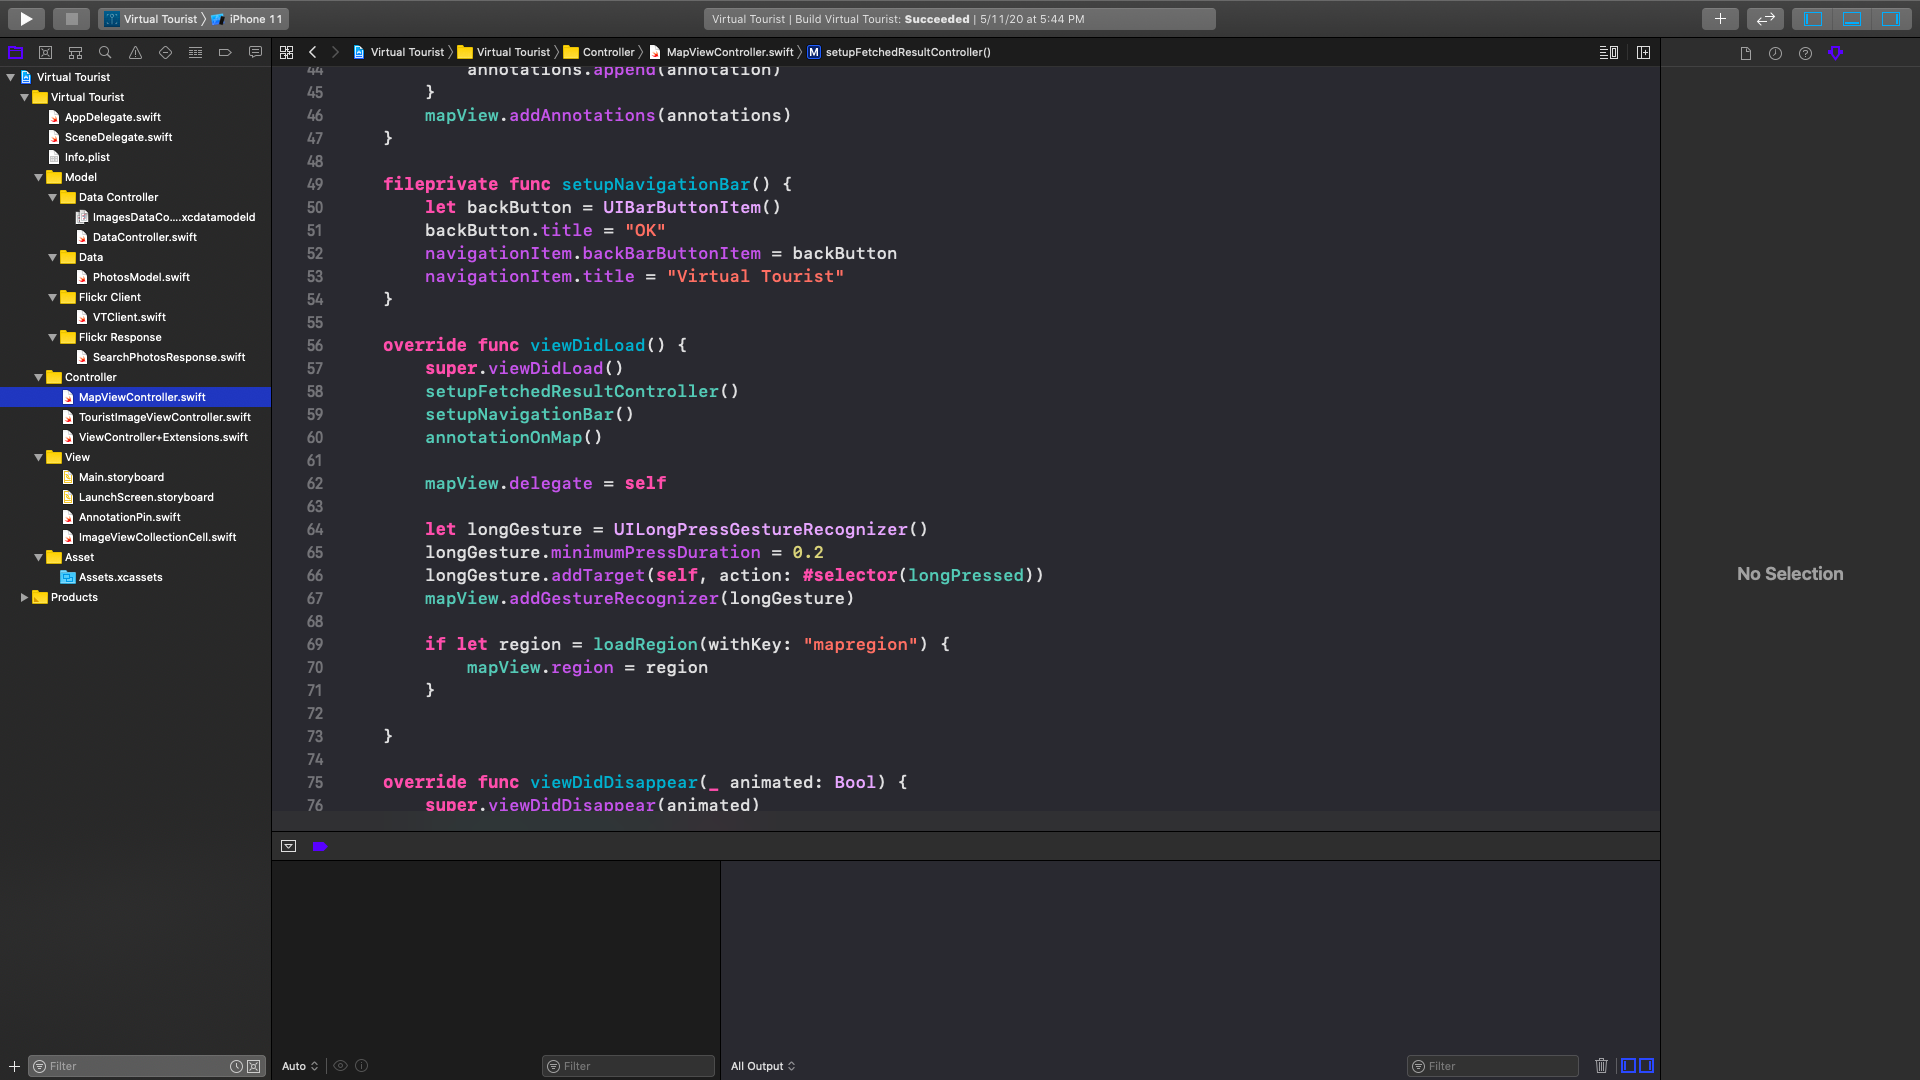 Virtual Tourist 〉 iPhone 11
Virtual Tourist | Build Virtual Tourist: Succeeded | 5/11/20 at 5:44 PM
Virtual Tourist 〉 Virtual Tourist 〉 Controller 〉 MapViewController.swift 〉 M setupFetchedResultController()
Virtual Tourist
Virtual Tourist
AppDelegate.swift
SceneDelegate.swift
Info.plist
Model
Data Controller
ImagesDataCo....xcdatamodeld
DataController.swift
Data
PhotosModel.swift
Flickr Client
VTClient.swift
Flickr Response
SearchPhotosResponse.swift
Controller
MapViewController.swift
TouristImageViewController.swift
ViewController+Extensions.swift
View
Main.storyboard
LaunchScreen.storyboard
AnnotationPin.swift
ImageViewCollectionCell.swift
Asset
Assets.xcassets
Products
Filter
44 annotations.append(annotation)
45 }
46 mapView.addAnnotations(annotations)
47 }
48
49 fileprivate func setupNavigationBar() {
50 let backButton = UIBarButtonItem()
51 backButton.title = "OK"
52 navigationItem.backBarButtonItem = backButton
53 navigationItem.title = "Virtual Tourist"
54 }
55
56 override func viewDidLoad() {
57 super.viewDidLoad()
58 setupFetchedResultController()
59 setupNavigationBar()
60 annotationOnMap()
61
62 mapView.delegate = self
63
64 let longGesture = UILongPressGestureRecognizer()
65 longGesture.minimumPressDuration = 0.2
66 longGesture.addTarget(self, action: #selector(longPressed))
67 mapView.addGestureRecognizer(longGesture)
68
69 if let region = loadRegion(withKey: "mapregion") {
70 mapView.region = region
71 }
72
73 }
74
75 override func viewDidDisappear(_ animated: Bool) {
76 super.viewDidDisappear(animated)
No Selection
Auto
Filter
All Output
Filter